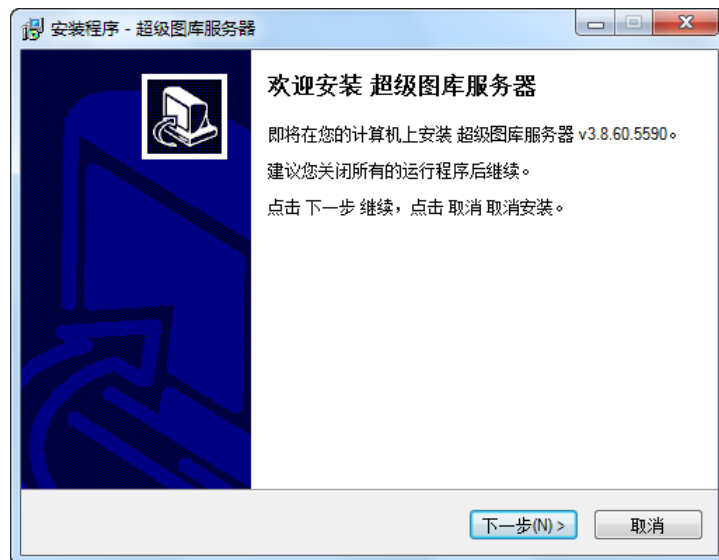 安装程序 - 超级图库服务器
欢迎安装 超级图库服务器
即将在您的计算机上安装 超级图库服务器 v3.8.60.5590。
建议您关闭所有的运行程序后继续。
点击 下一步 继续，点击 取消 取消安装。
下一步(N) >
取消